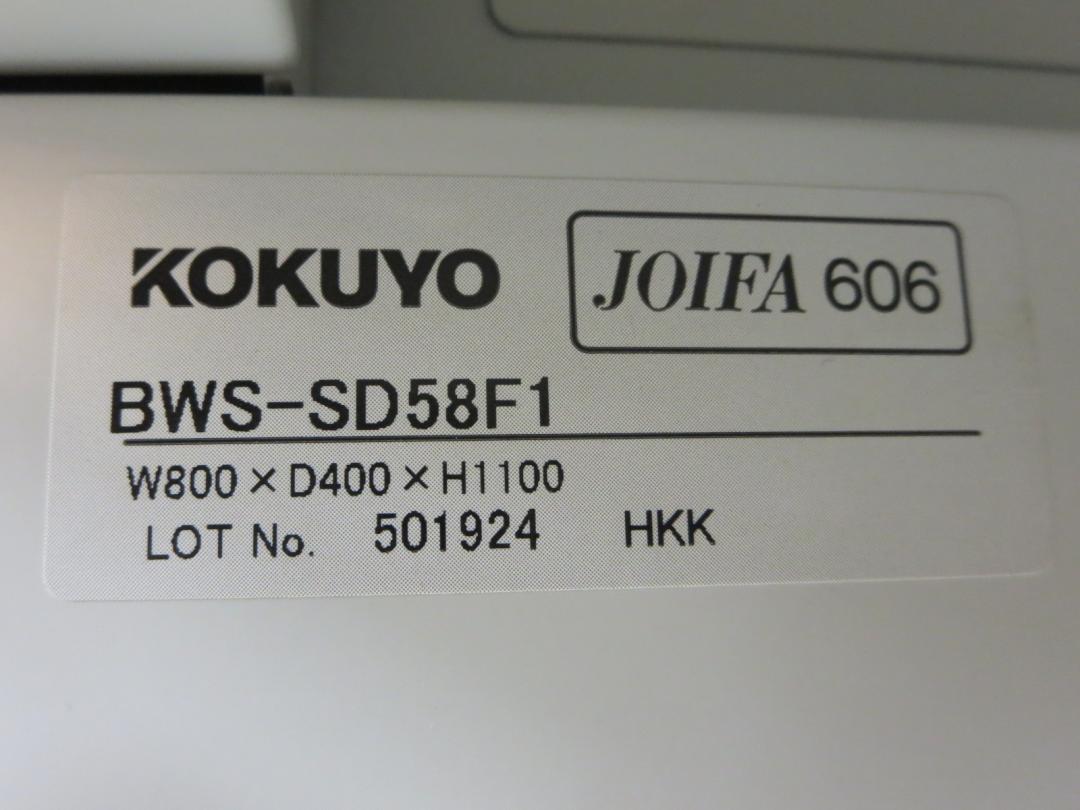 KOKUYO
JOIFA 606
BWS-SD58F1
W800×D400×H1100
LOT No. 501924 HKK